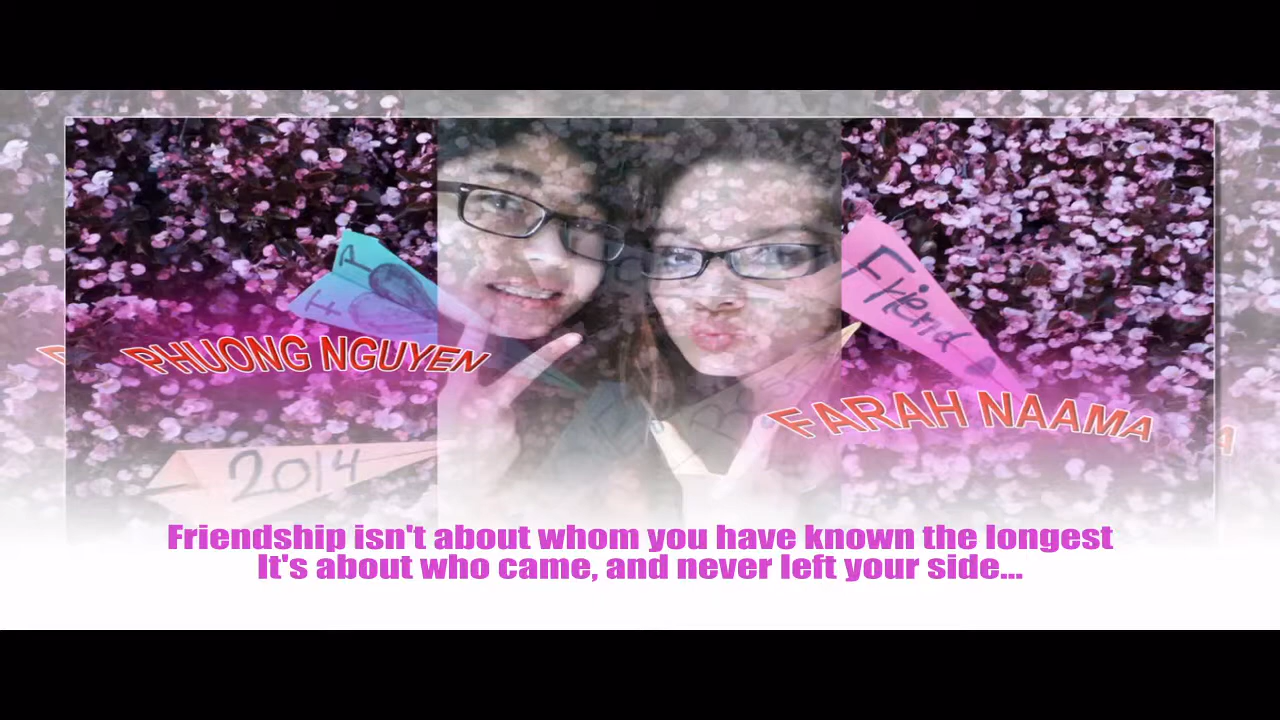 PHUONG NGUYEN
Friend
FARAH NAAMA
2014
Friendship isn't about whom you have known the longest
It's about who came, and never left your side...